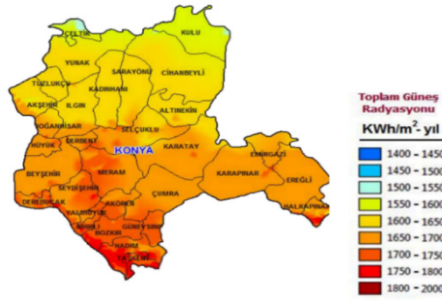 ÇELTİK
KULU
YUNAK
SARAYÖNÜ
CİHANBEYLİ
TUZLUKÇU
KADINHANI
AKŞEHİR
ILGIN
ALTINEKİN
DOĞANHİSAR
SELÇUKLU
DERBENT
HÜYÜK
KONYA
KARATAY
EMİRGAZİ
BEYŞEHİR
MERAM
KARAPINAR
EREĞLİ
SEYDİŞEHİR
ÇUMRA
DEREBUCAK
AKÖREN
HALKAPINAR
YALIHÜYÜK
AHIRLI
GÜNEYSINIR
BOZKIR
HADİM
TAŞKENT
Toplam Güneş
Radyasyonu
KWh/m²- yıl
1400 - 1450
1450 - 1500
1500 - 1550
1550 - 1600
1600 - 1650
1650 - 1700
1700 - 1750
1750 - 1800
1800 - 2000